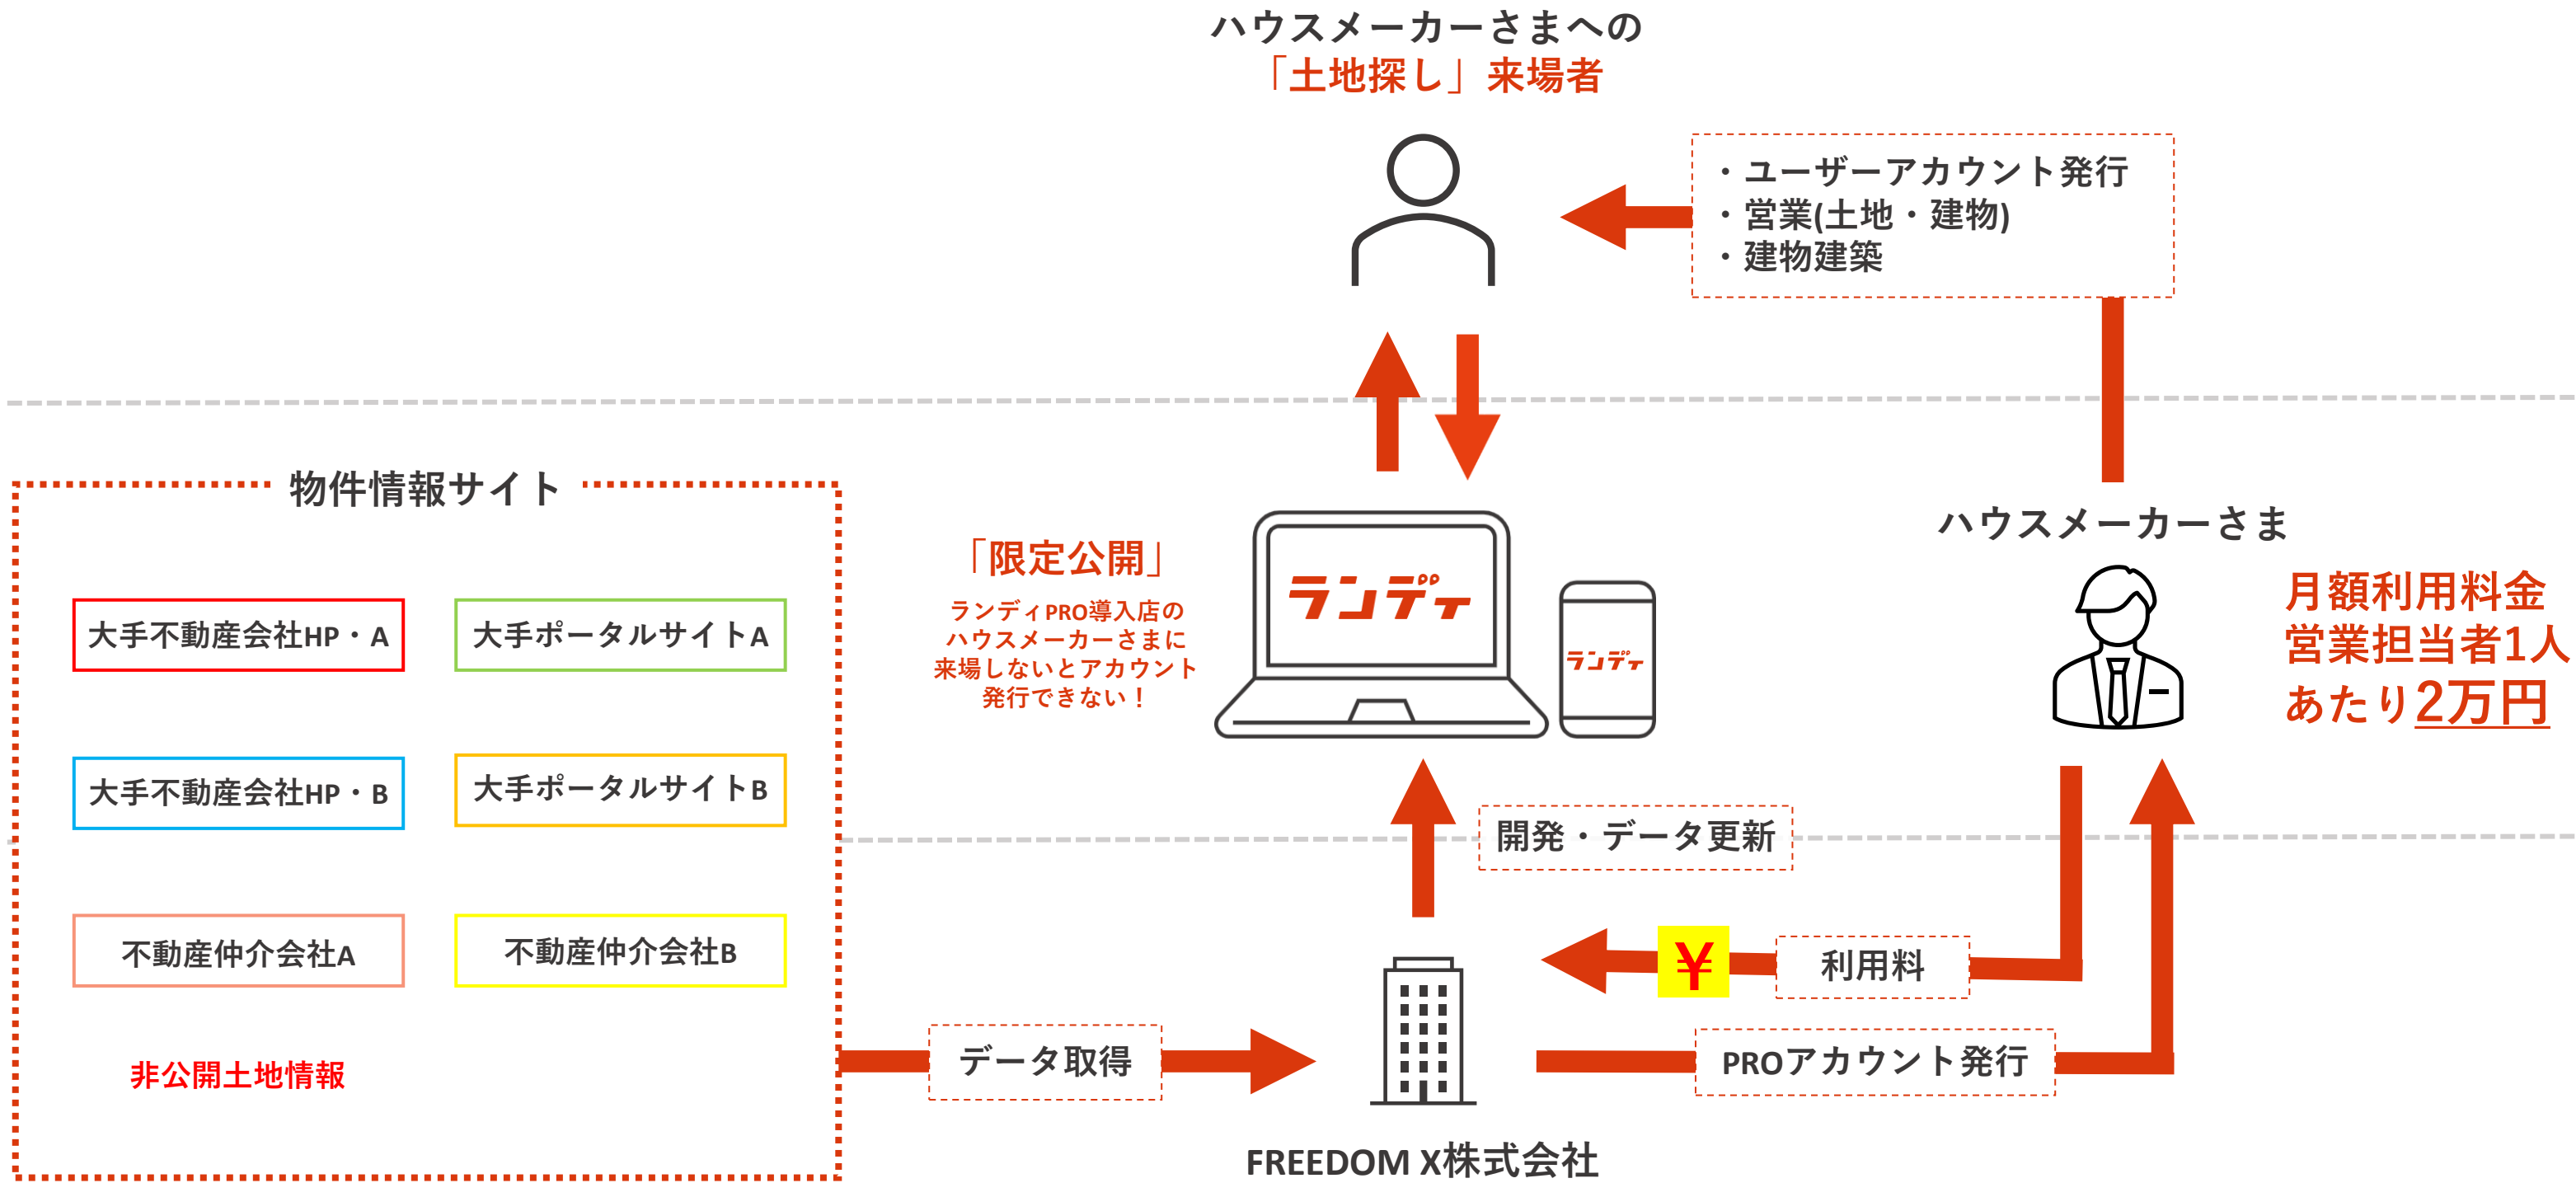 ハウスメーカーさまへの
「土地探し」来場者
・ユーザーアカウント発行
・営業(土地・建物)
・建物建築
物件情報サイト
大手不動産会社HP・A
大手ポータルサイトA
大手不動産会社HP・B
大手ポータルサイトB
不動産仲介会社A
不動産仲介会社B
非公開土地情報
「限定公開」
ランディPRO導入店の
ハウスメーカーさまに
来場しないとアカウント
発行できない！
ランディ
ランディ
ハウスメーカーさま
月額利用料金
営業担当者1人
あたり2万円
開発・データ更新
¥
利用料
データ取得
PROアカウント発行
FREEDOM X株式会社